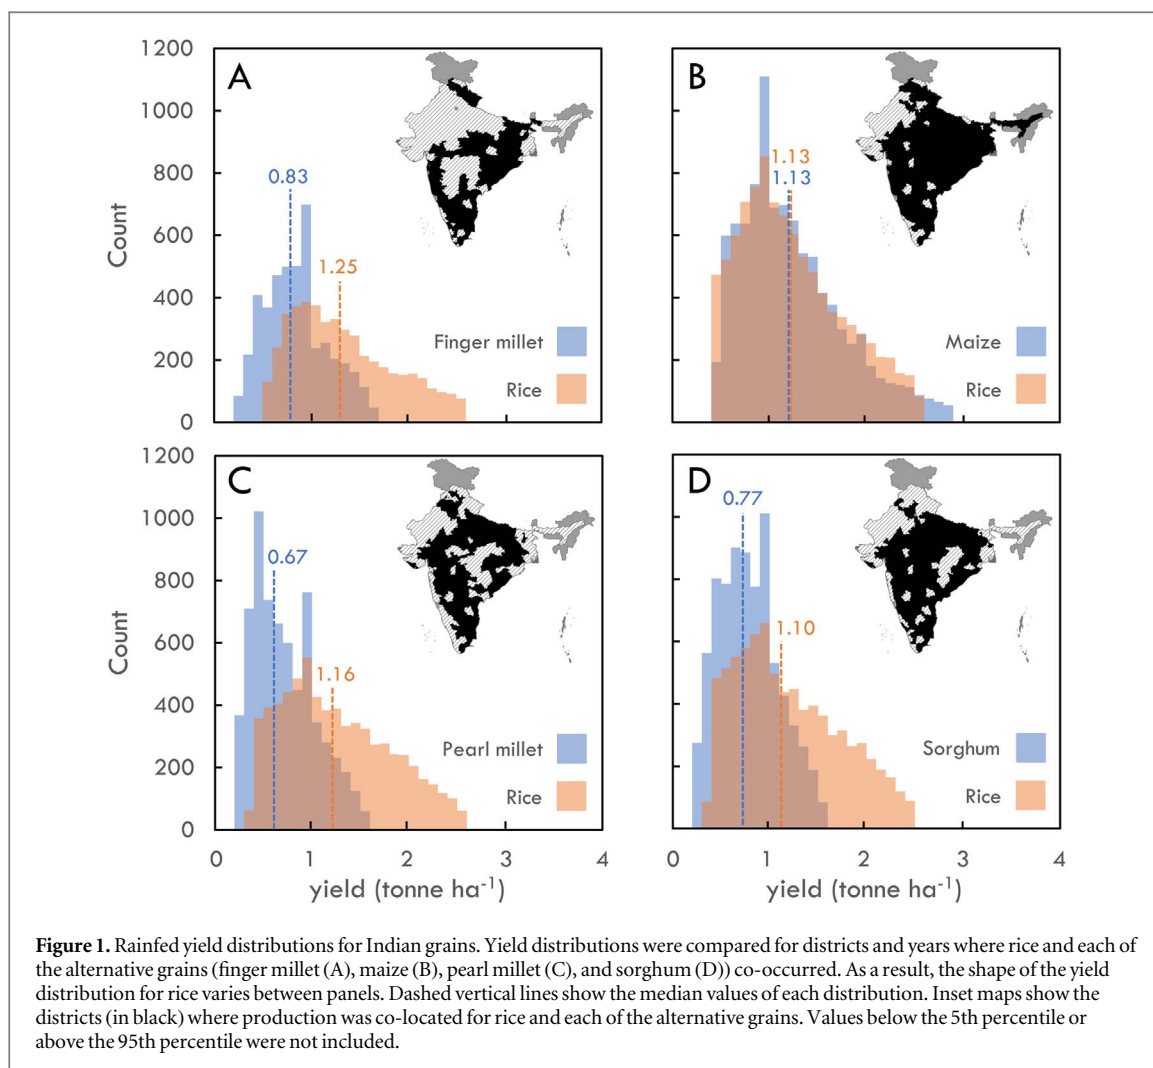 1200
1000
800
600
400
200
0
Count
A
0.83
1.25
Finger millet
Rice
B
1.13
1.13
Maize
Rice
1200
1000
800
600
400
200
0
Count
C
0.67
1.16
Pearl millet
Rice
0 1 2 3 4
yield (tonne ha⁻¹)
D
0.77
1.10
Sorghum
Rice
0 1 2 3 4
yield (tonne ha⁻¹)
Figure 1. Rainfed yield distributions for Indian grains. Yield distributions were compared for districts and years where rice and each of
the alternative grains (finger millet (A), maize (B), pearl millet (C), and sorghum (D)) co-occurred. As a result, the shape of the yield
distribution for rice varies between panels. Dashed vertical lines show the median values of each distribution. Inset maps show the
districts (in black) where production was co-located for rice and each of the alternative grains. Values below the 5th percentile or
above the 95th percentile were not included.